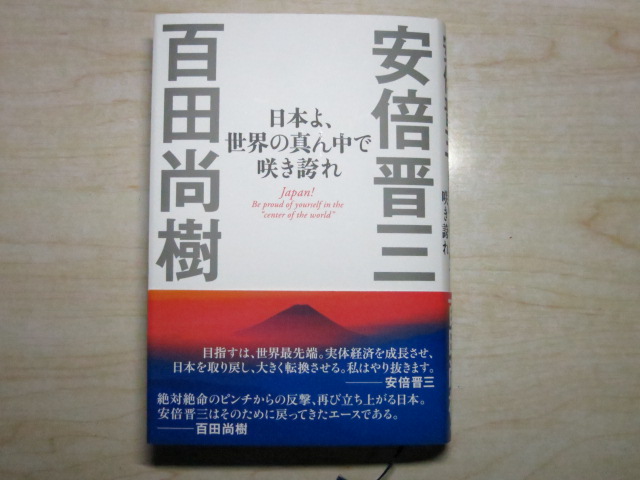 安倍晋三
百田尚樹
日本よ、
世界の真ん中で
咲き誇れ
Japan!
Be proud of yourself in the
"center of the world"
目指すは、世界最先端。実体経済を成長させ、
日本を取り戻し、大きく転換させる。私はやり抜きます。
——安倍晋三
絶対絶命のピンチからの反撃、再び立ち上がる日本。
安倍晋三はそのために戻ってきたエースである。
——百田尚樹
咲き誇れ